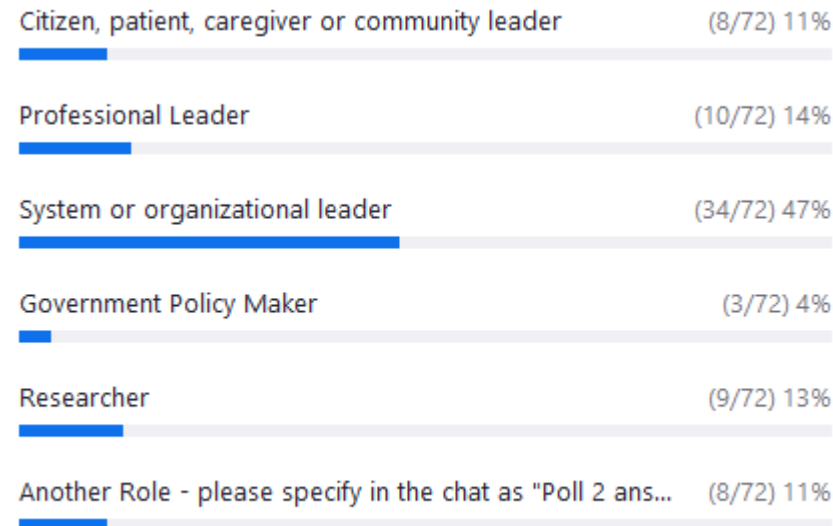 Citizen, patient, caregiver or community leader (8/72) 11%
Professional Leader (10/72) 14%
System or organizational leader (34/72) 47%
Government Policy Maker (3/72) 4%
Researcher (9/72) 13%
Another Role - please specify in the chat as "Poll 2 ans... (8/72) 11%